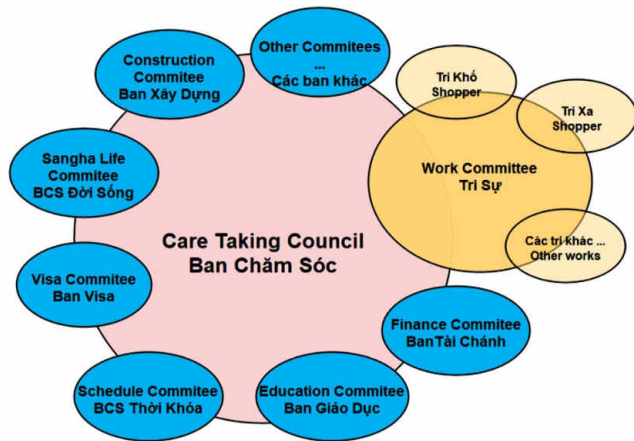 Construction
Commitee
Ban Xây Dựng
Other Commitees
...
Các ban khác
Tri Khố
Shopper
Tri Xa
Shopper
Sangha Life
Commitee
BCS Đời Sống
Work Committee
Tri Sự
Care Taking Council
Ban Chăm Sóc
Các tri khác ...
Other works
Visa Commitee
Ban Visa
Finance Commitee
BanTài Chánh
Schedule Commitee
BCS Thời Khóa
Education Commitee
Ban Giáo Dục